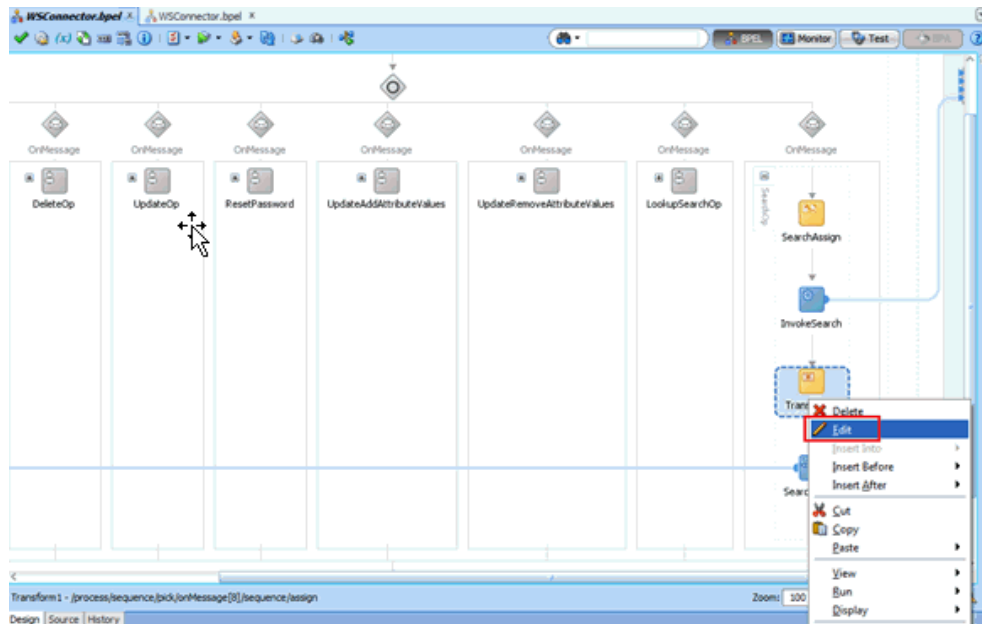 WSConnector.bpel WSConnector.bpel
BPEL Monitor Test BPA
OnMessage OnMessage OnMessage OnMessage OnMessage OnMessage OnMessage
DeleteOp UpdateOp ResetPassword UpdateAddAttributeValues UpdateRemoveAttributeValues LookupSearchOp
SearchOp
SearchAssign
InvokeSearch
Delete
Edit
Insert Into
Insert Before
Insert After
Cut
Copy
Paste
View
Run
Display
Transform1 - /process/sequence/pick/onMessage[8]/sequence/assign Zoom: 100
Design Source History